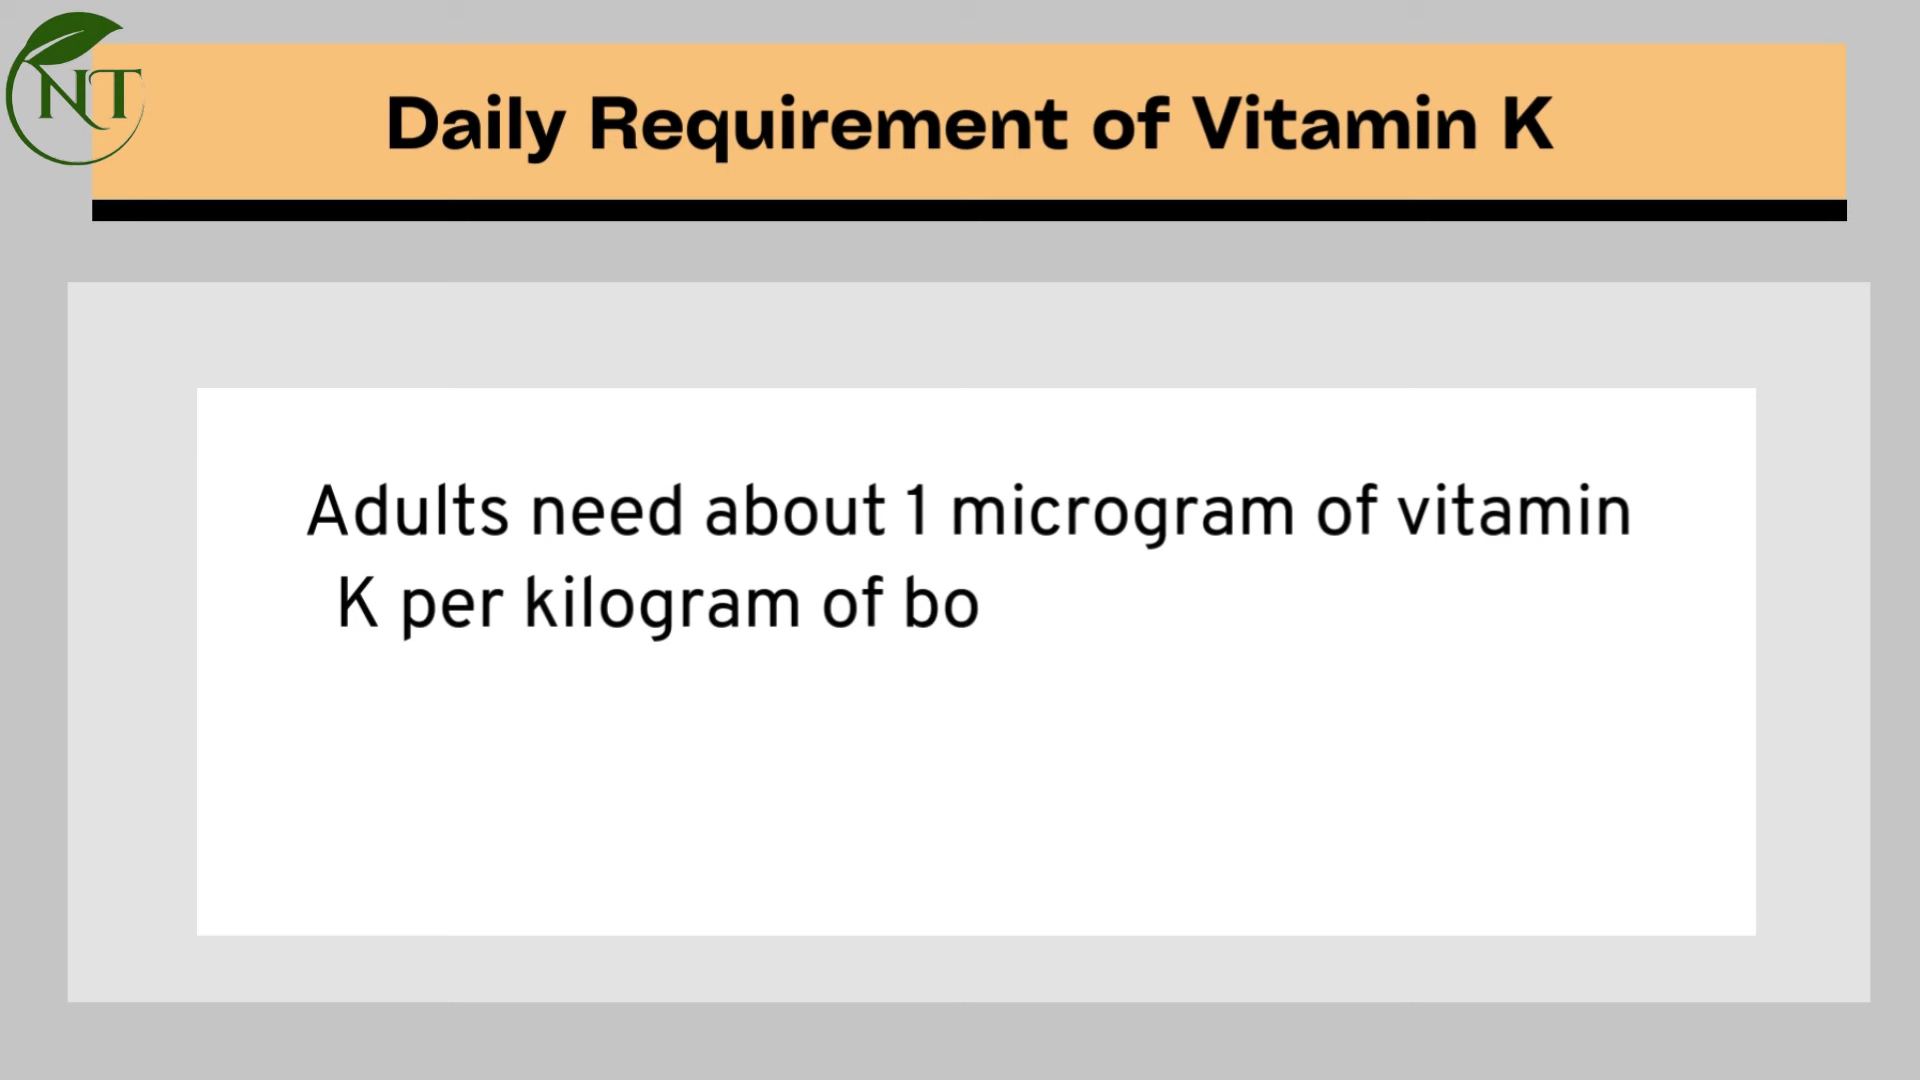 NT
Daily Requirement of Vitamin K
Adults need about 1 microgram of vitamin
K per kilogram of bo